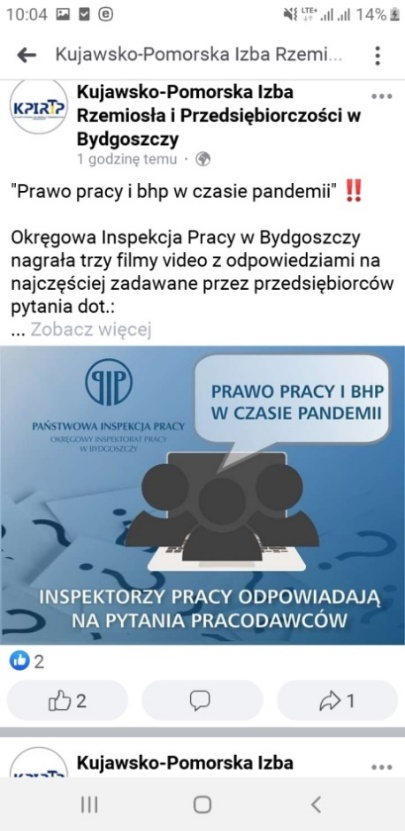 10:04 LTE+ 14%
Kujawsko-Pomorska Izba Rzemi...
KPIRiP
Kujawsko-Pomorska Izba
Rzemiosła i Przedsiębiorczości w
Bydgoszczy
1 godzinę temu ·
"Prawo pracy i bhp w czasie pandemii" ‼️
Okręgowa Inspekcja Pracy w Bydgoszczy
nagrała trzy filmy video z odpowiedziami na
najczęściej zadawane przez przedsiębiorców
pytania dot.:
... Zobacz więcej
PIP
PAŃSTWOWA INSPEKCJA PRACY
OKRĘGOWY INSPEKTORAT PRACY
W BYDGOSZCZY
PRAWO PRACY I BHP
W CZASIE PANDEMII
INSPEKTORZY PRACY ODPOWIADAJĄ
NA PYTANIA PRACODAWCÓW
2
2
1
Kujawsko-Pomorska Izba